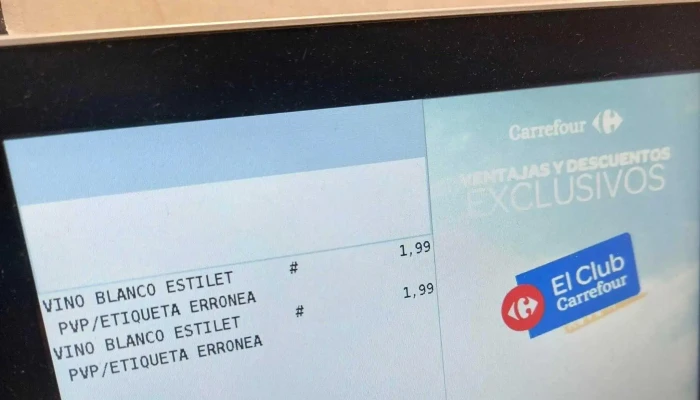 VINO BLANCO ESTILET # 1,99
PVP/ETIQUETA ERRONEA
VINO BLANCO ESTILET # 1,99
PVP/ETIQUETA ERRONEA
Carrefour
VENTAJAS Y DESCUENTOS
EXCLUSIVOS
El Club
Carrefour